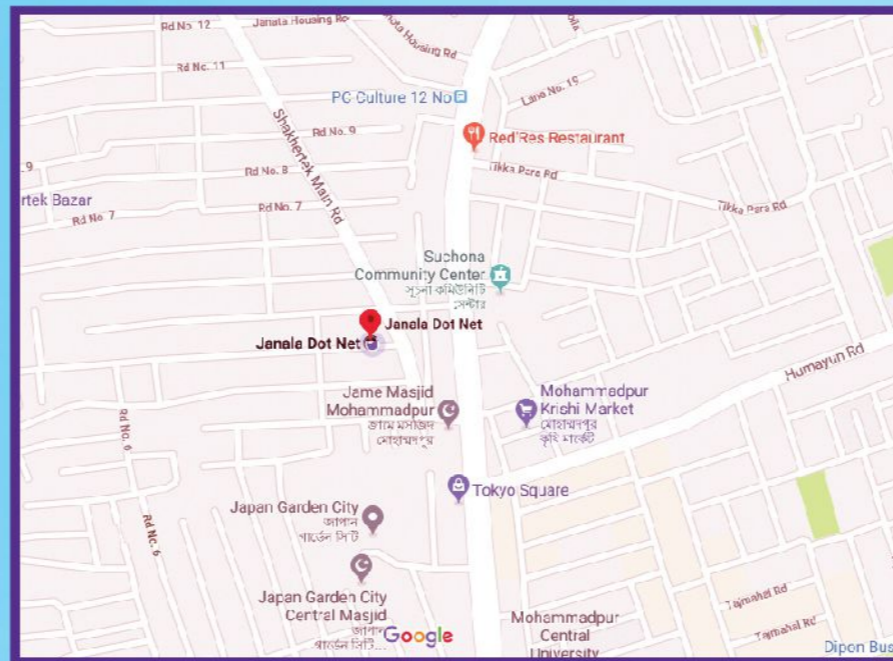 Rd No. 12
Janata Housing Rd
Housing Rd
Rd No. 11
PC Culture 12 No
Lane No. 19
Rd No. 9
Red'Res Restaurant
Shakhertek Main Rd
Rd No. 8
Tikka Para Rd
rtek Bazar
Rd No. 7
Rd No. 7
Tikka Para Rd
Suchona
Community Center
সূচনা কমিউনিটি
সেন্টার
Janala Dot Net
Janala Dot Net
Humayun Rd
Jame Masjid
Mohammadpur
জামে মসজিদ
মোহাম্মদপুর
Mohammadpur
Krishi Market
মোহাম্মদপুর
কৃষি মার্কেট
Rd No. 6
Tokyo Square
Japan Garden City
জাপান
গার্ডেন সিটি
Rd No. 6
Japan Garden City
Central Masjid
জাপান
গার্ডেন সিটি...
Google
Mohammadpur
Central
University
Tajmahal Rd
Tajmahal Rd
Dipon Bus